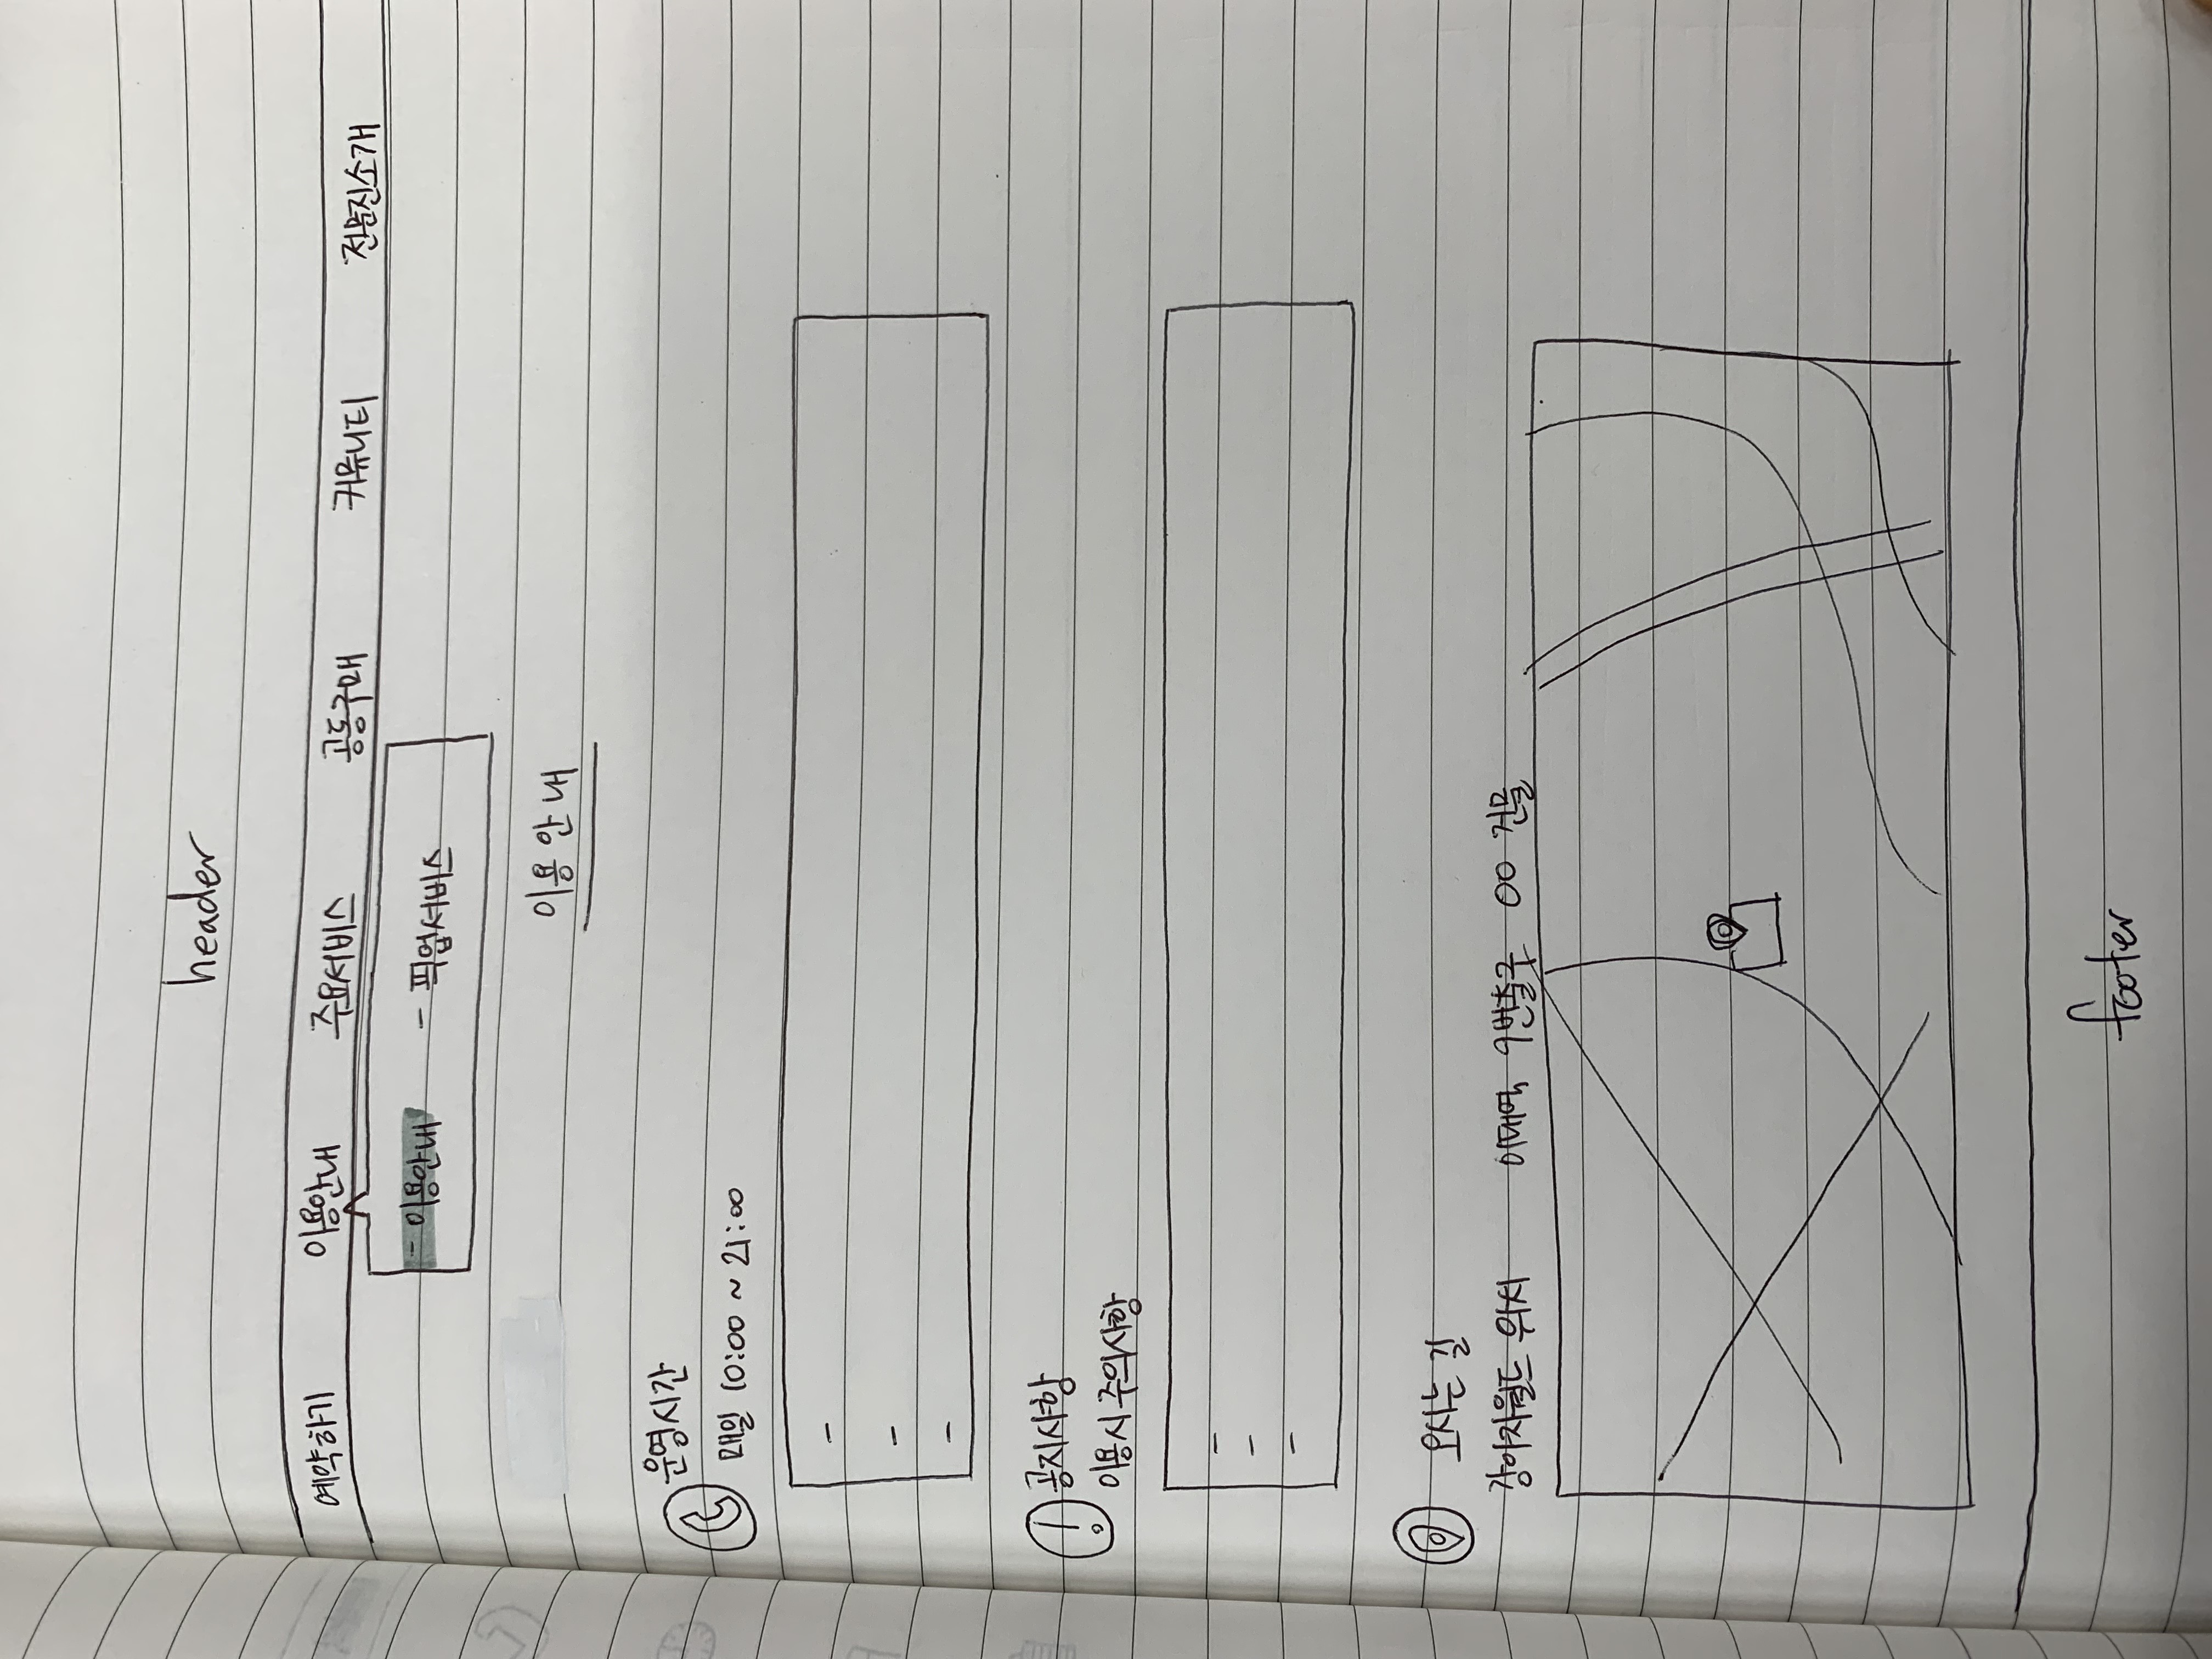 header
예약하기 이용안내 주요서비스 공동구매 커뮤니티 전문진소개
- 이용안내 - 픽업서비스
이용안내
운영시간
매일 10:00 ~ 21:00
-
-
-
! 공지사항
이용시 주의사항
-
-
-
오시는 길
강아지월드 위치 이대역 9번출구 OO 건물
footer